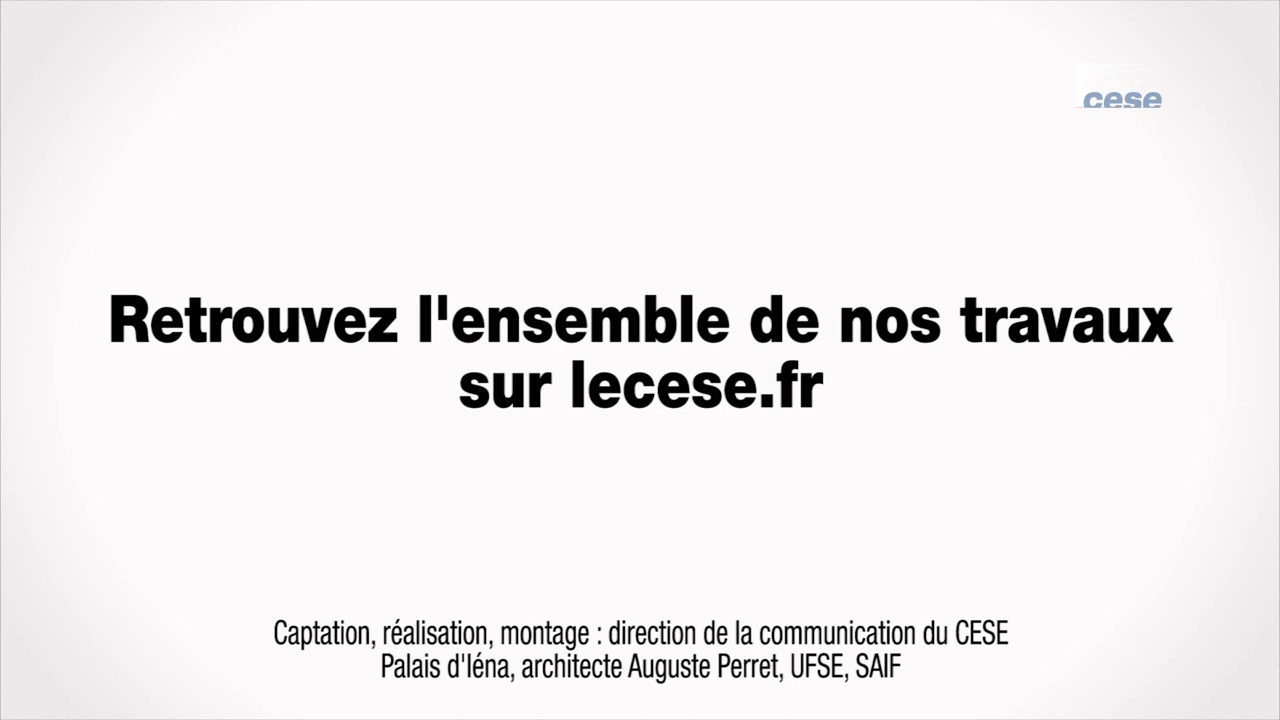 cese
Retrouvez l'ensemble de nos travaux
sur lecese.fr
Captation, réalisation, montage : direction de la communication du CESE
Palais d'Iéna, architecte Auguste Perret, UFSE, SAIF